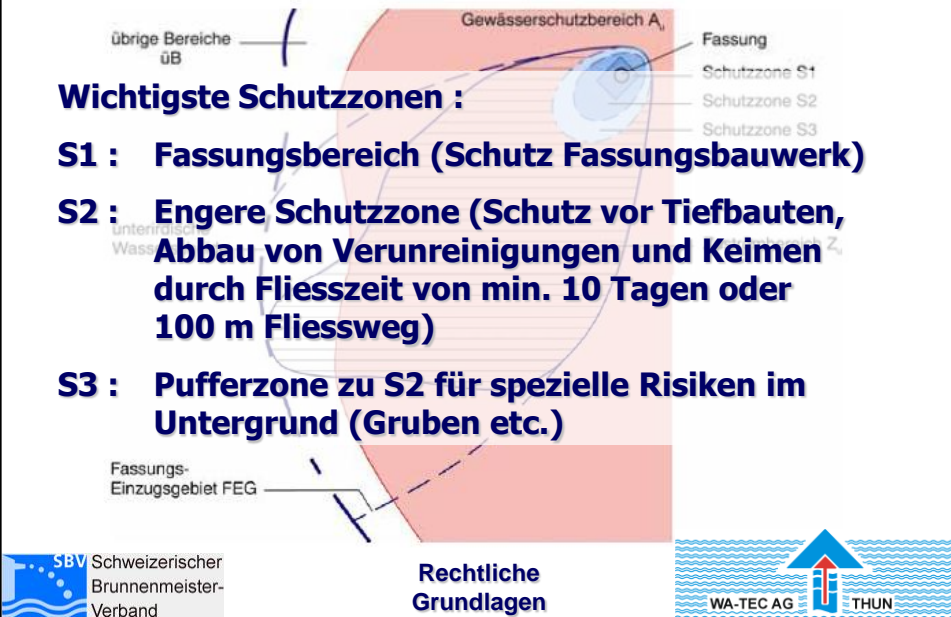 Gewässerschutzbereich Au
übrige Bereiche
üB
Fassung
Schutzzone S1
Schutzzone S2
Schutzzone S3
Wichtigste Schutzzonen :
S1 : Fassungsbereich (Schutz Fassungsbauwerk)
S2 : Engere Schutzzone (Schutz vor Tiefbauten,
Abbau von Verunreinigungen und Keimen
durch Fliesszeit von min. 10 Tagen oder
100 m Fliessweg)
S3 : Pufferzone zu S2 für spezielle Risiken im
Untergrund (Gruben etc.)
Fassungs-
Einzugsgebiet FEG
SBV Schweizerischer
Brunnenmeister-
Verband
Rechtliche
Grundlagen
WA-TEC AG THUN